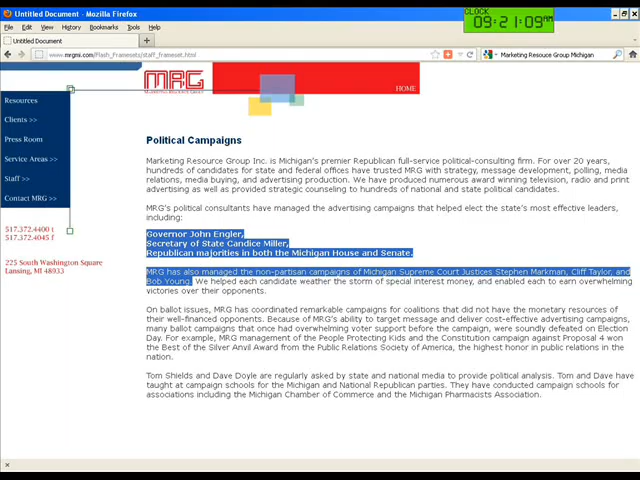 Untitled Document - Mozilla Firefox
CLOCK
09:21:09AM
File Edit View History Bookmarks Tools Help
Untitled Document
www.mrgmi.com/Flash_Framesets/staff_frameset.html
Marketing Resouce Group Michigan
MRG
MARKETING RESOURCE GROUP
HOME
Resources
Clients >>
Press Room
Service Areas >>
Staff >>
Contact MRG >>
517.372.4400 t
517.372.4045 f
225 South Washington Square
Lansing, MI 48933
Political Campaigns
Marketing Resource Group Inc. is Michigan's premier Republican full-service political-consulting firm. For over 20 years,
hundreds of candidates for state and federal offices have trusted MRG with strategy, message development, polling, media
relations, media buying, and advertising production. We have produced numerous award winning television, radio and print
advertising as well as provided strategic counseling to hundreds of national and state political candidates.
MRG's political consultants have managed the advertising campaigns that helped elect the state's most effective leaders,
including:
Governor John Engler,
Secretary of State Candice Miller,
Republican majorities in both the Michigan House and Senate.
MRG has also managed the non-partisan campaigns of Michigan Supreme Court Justices Stephen Markman, Cliff Taylor, and
Bob Young. We helped each candidate weather the storm of special interest money, and enabled each to earn overwhelming
victories over their opponents.
On ballot issues, MRG has coordinated remarkable campaigns for coalitions that did not have the monetary resources of
their well-financed opponents. Because of MRG's ability to target message and deliver cost-effective advertising campaigns,
many ballot campaigns that once had overwhelming voter support before the campaign, were soundly defeated on Election
Day. For example, MRG management of the People Protecting Kids and the Constitution campaign against Proposal 4 won
the Best of the Silver Anvil Award from the Public Relations Society of America, the highest honor in public relations in the
nation.
Tom Shields and Dave Doyle are regularly asked by state and national media to provide political analysis. Tom and Dave have
taught at campaign schools for the Michigan and National Republican parties. They have conducted campaign schools for
associations including the Michigan Chamber of Commerce and the Michigan Pharmacists Association.